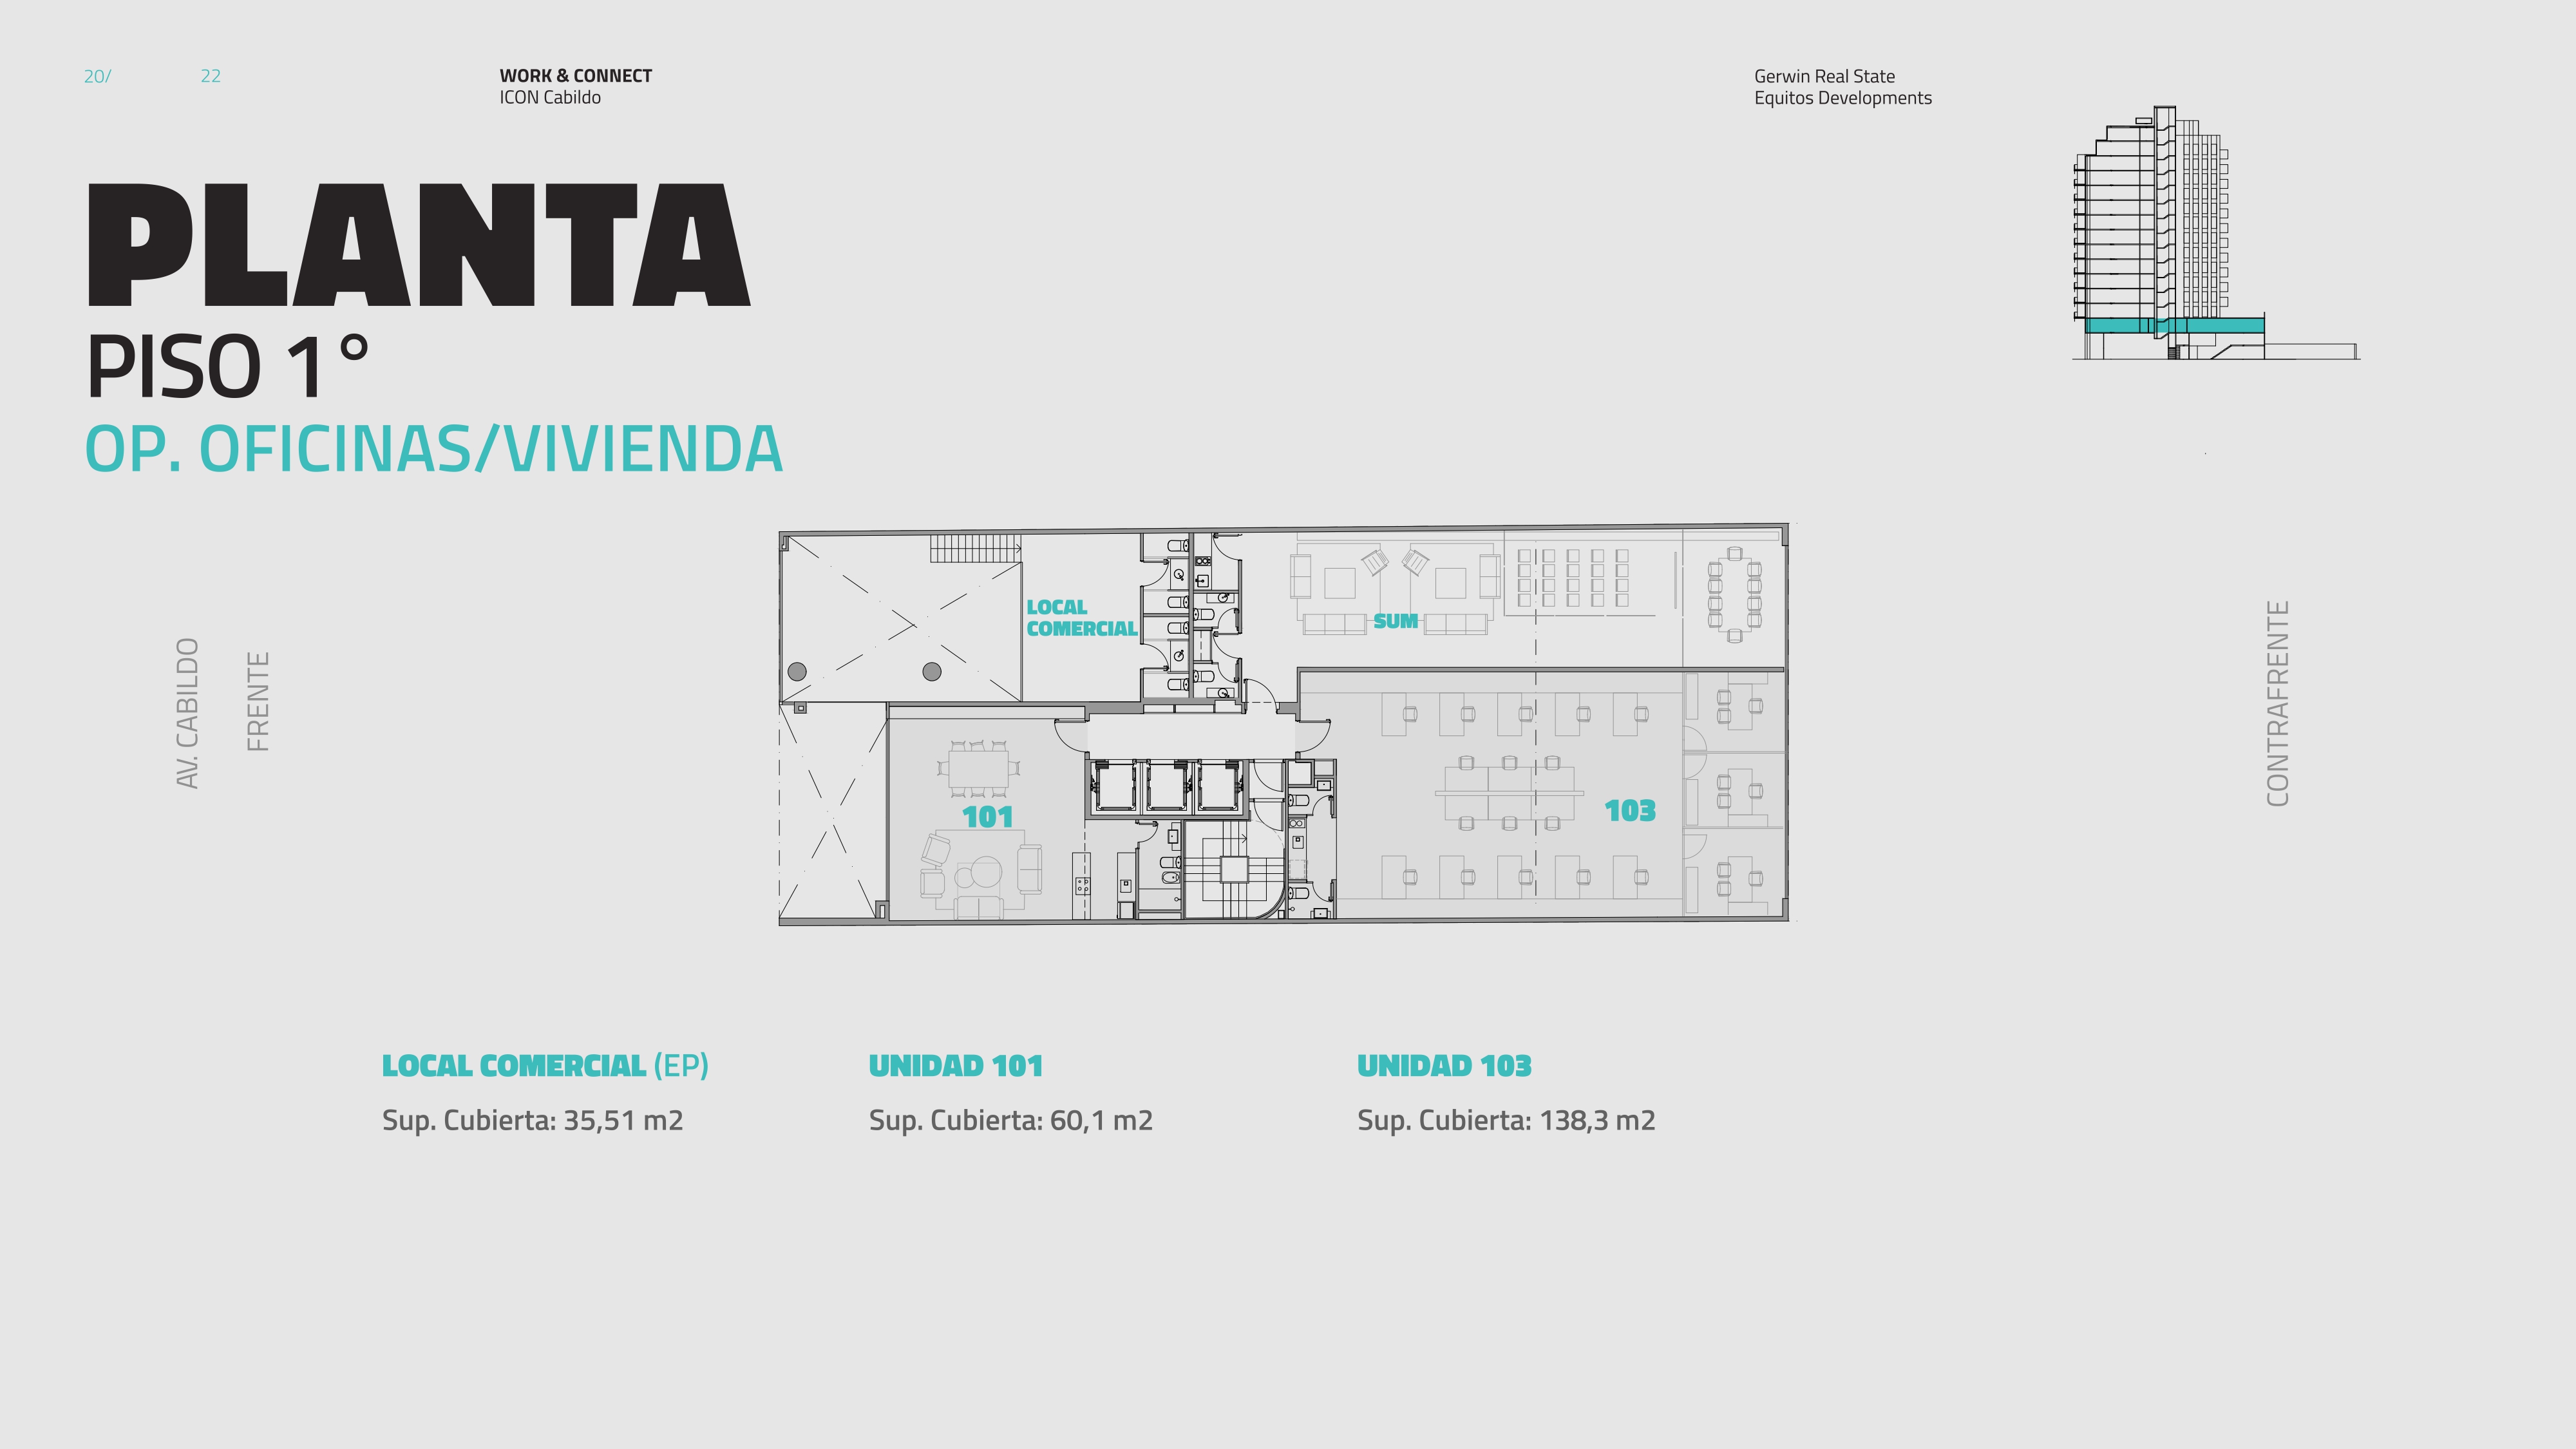 20/ 22
WORK & CONNECT
ICON Cabildo
Gerwin Real State
Equitos Developments
PLANTA
PISO 1°
OP. OFICINAS/VIVIENDA
AV. CABILDO
FRENTE
LOCAL
COMERCIAL
SUM
101
103
CONTRAFRENTE
LOCAL COMERCIAL (EP)
Sup. Cubierta: 35,51 m2
UNIDAD 101
Sup. Cubierta: 60,1 m2
UNIDAD 103
Sup. Cubierta: 138,3 m2